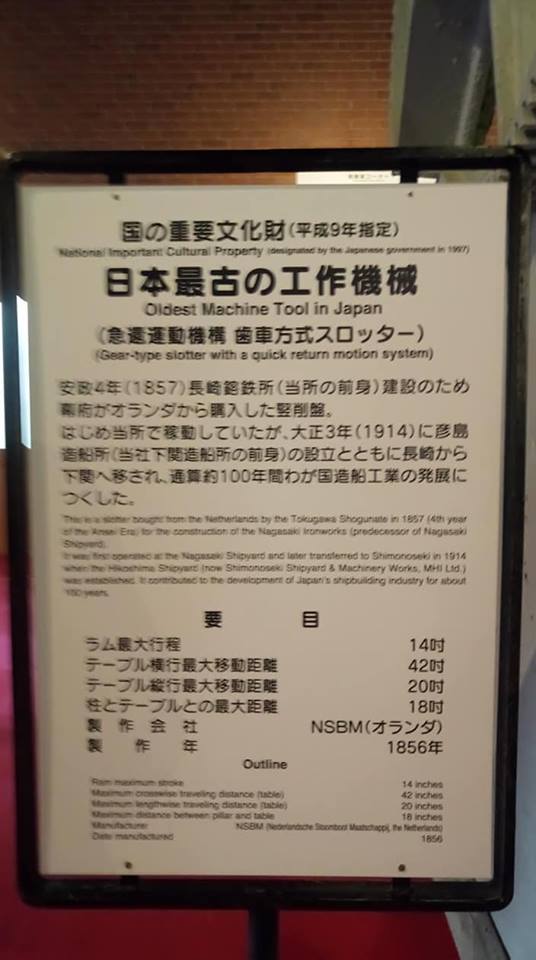 国の重要文化財(平成9年指定)
National Important Cultural Property (designated by the Japanese government in 1997)
日本最古の工作機械
Oldest Machine Tool in Japan
(急速運動機構 歯車方式スロッター)
(Gear-type slotter with a quick return motion system)
安政4年(1857)長崎鎔鉄所(当所の前身)建設のため
幕府がオランダから購入した竪削盤。
はじめ当所で稼動していたが、大正3年(1914)に彦島
造船所(当社下関造船所の前身)の設立とともに長崎から
下関へ移され、通算約100年間わが国造船工業の発展に
つくした。
This is a slotter bought from the Netherlands by the Tokugawa Shogunate in 1857 (4th year
of the Ansei Era) for the construction of the Nagasaki Ironworks (predecessor of Nagasaki
Shipyard).
It was first operated at the Nagasaki Shipyard and later transferred to Shimonoseki in 1914
when the Hikoshima Shipyard (now Shimonoseki Shipyard & Machinery Works, MHI Ltd.)
was established. It contributed to the development of Japan's shipbuilding industry for about
100 years.
要 目
ラム最大行程 14吋
テーブル横行最大移動距離 42吋
テーブル縦行最大移動距離 20吋
柱とテーブルとの最大距離 18吋
製作会社 NSBM(オランダ)
製作年 1856年
Outline
Ram maximum stroke 14 inches
Maximum crosswise traveling distance (table) 42 inches
Maximum lengthwise traveling distance (table) 20 inches
Maximum distance between pillar and table 18 inches
Manufacturer NSBM (Nederlandsche Stoomboot Maatschappij, the Netherlands)
Date manufactured 1856